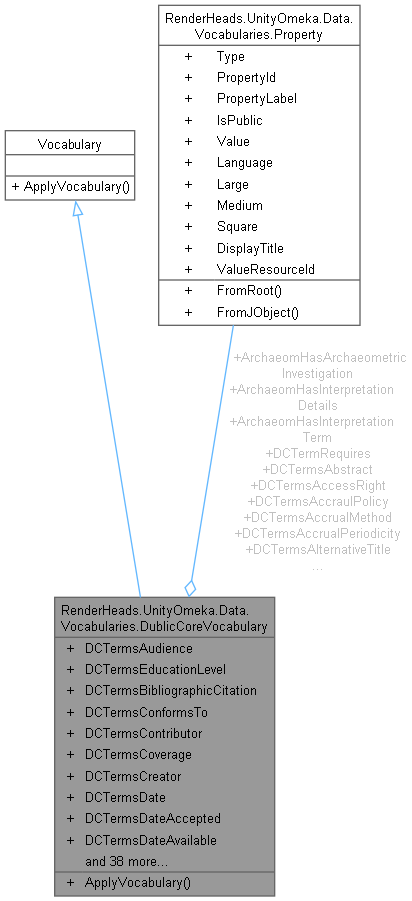 RenderHeads.UnityOmeka.Data.
Vocabularies.Property
+ Type
+ PropertyId
+ PropertyLabel
+ IsPublic
+ Value
+ Language
+ Large
+ Medium
+ Square
+ DisplayTitle
+ ValueResourceId
+ FromRoot()
+ FromJObject()
Vocabulary
+ ApplyVocabulary()
+ArchaeomHasArchaeometric
Investigation
+ArchaeomHasInterpretation
Details
+ArchaeomHasInterpretation
Term
+DCTermRequires
+DCTermsAbstract
+DCTermsAccessRight
+DCTermsAccraulPolicy
+DCTermsAccrualMethod
+DCTermsAccrualPeriodicity
+DCTermsAlternativeTitle
...
RenderHeads.UnityOmeka.Data.
Vocabularies.DublicCoreVocabulary
+ DCTermsAudience
+ DCTermsEducationLevel
+ DCTermsBibliographicCitation
+ DCTermsConformsTo
+ DCTermsContributor
+ DCTermsCoverage
+ DCTermsCreator
+ DCTermsDate
+ DCTermsDateAccepted
+ DCTermsDateAvailable
and 38 more...
+ ApplyVocabulary()